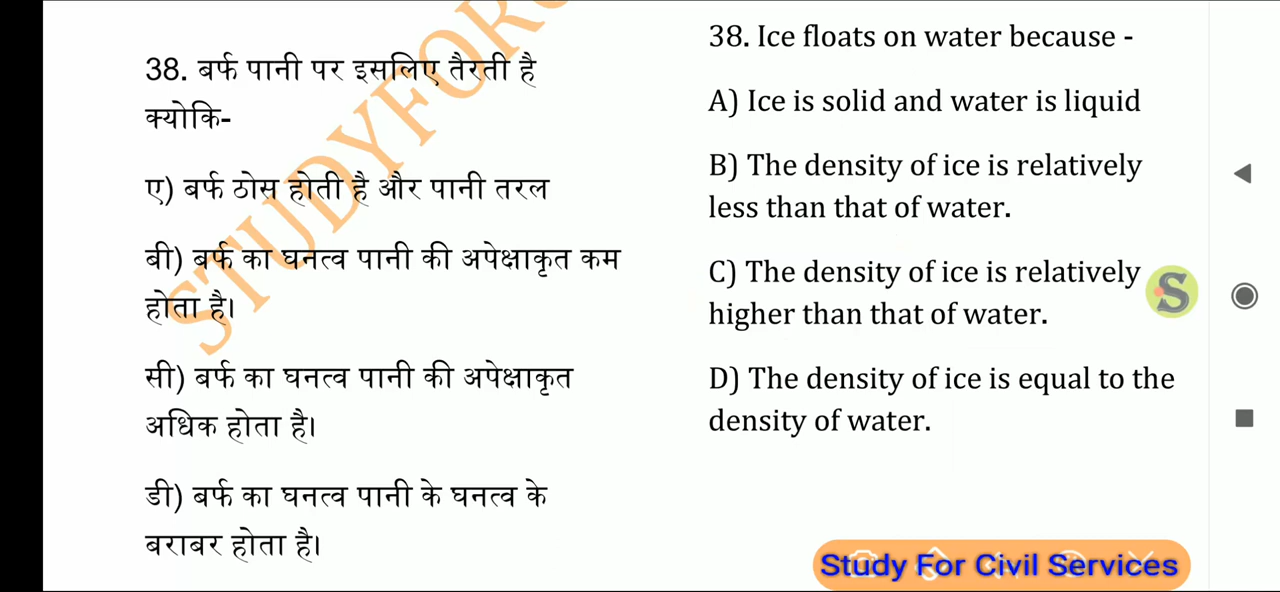 38. बर्फ पानी पर इसलिए तैरती है
क्योकि-
ए) बर्फ ठोस होती है और पानी तरल
बी) बर्फ का घनत्व पानी की अपेक्षाकृत कम
होता है।
सी) बर्फ का घनत्व पानी की अपेक्षाकृत
अधिक होता है।
डी) बर्फ का घनत्व पानी के घनत्व के
बराबर होता है।
38. Ice floats on water because -
A) Ice is solid and water is liquid
B) The density of ice is relatively
less than that of water.
C) The density of ice is relatively
higher than that of water.
D) The density of ice is equal to the
density of water.
STUDYFOR
S
Study For Civil Services